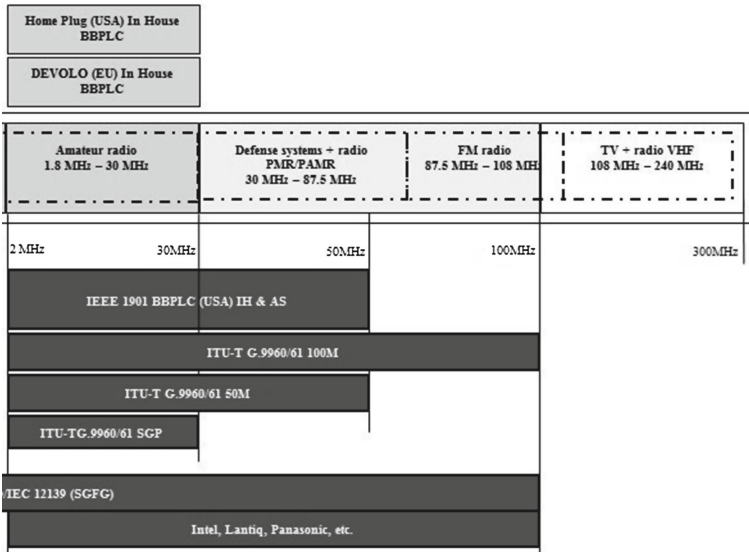 Home Plug (USA) In House
BBPLC
DEVOLO (EU) In House
BBPLC
Amateur radio
1.8 MHz – 30 MHz
Defense systems + radio
PMR/PAMR
30 MHz – 87.5 MHz
FM radio
87.5 MHz – 108 MHz
TV + radio VHF
108 MHz – 240 MHz
2 MHz
30MHz
50MHz
100MHz
300MHz
IEEE 1901 BBPLC (USA) IH & AS
ITU-T G.9960/61 100M
ITU-T G.9960/61 50M
ITU-TG.9960/61 SGP
/IEC 12139 (SGFG)
Intel, Lantiq, Panasonic, etc.